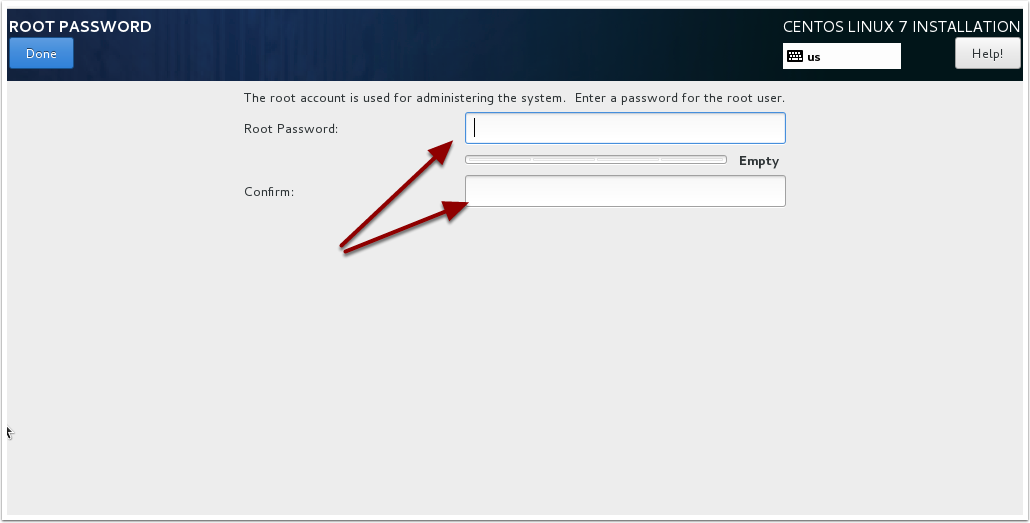 ROOT PASSWORD
CENTOS LINUX 7 INSTALLATION
Done
us
Help!
The root account is used for administering the system.  Enter a password for the root user.
Root Password:
Empty
Confirm: